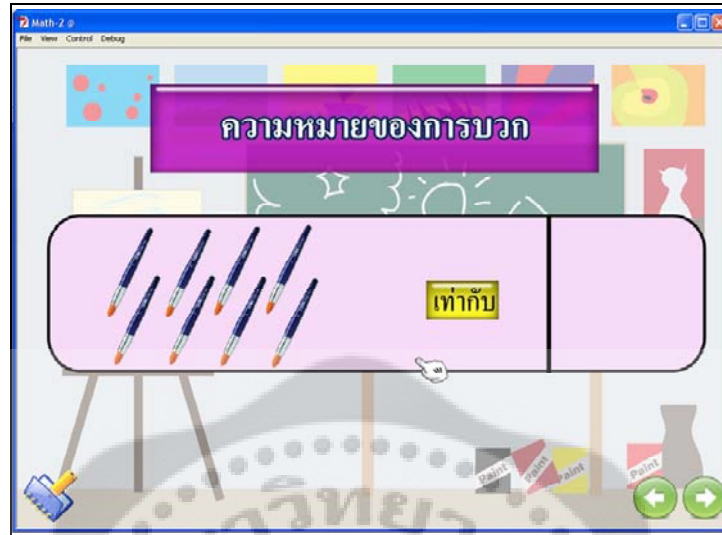 Math-2
File View Control Debug
ความหมายของการบวก
เท่ากับ
Paint
Paint
Paint
Paint